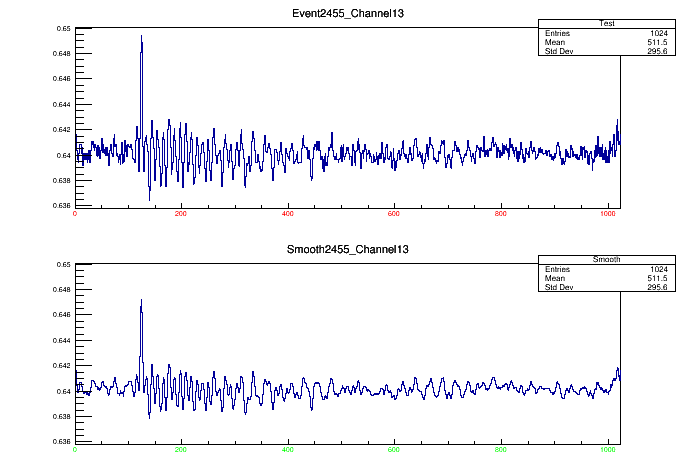 Event2455_Channel13
Test
Entries 1024
Mean 511.5
Std Dev 295.6
0.65
0.648
0.646
0.644
0.642
0.64
0.638
0.636
0 200 400 600 800 1000
Smooth2455_Channel13
Smooth
Entries 1024
Mean 511.5
Std Dev 295.6
0.65
0.648
0.646
0.644
0.642
0.64
0.638
0.636
0 200 400 600 800 1000